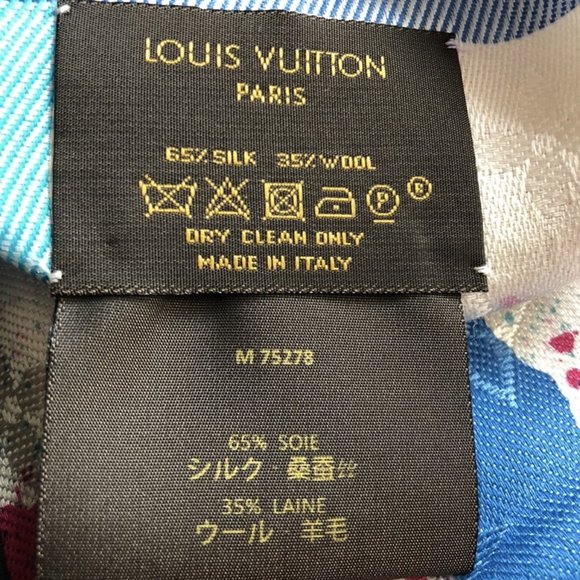 LOUIS VUITTON
PARIS
65% SILK 35% WOOL
P ®
DRY CLEAN ONLY
MADE IN ITALY
M 75278
65% SOIE
シルク・桑蚕丝
35% LAINE
ウール・羊毛